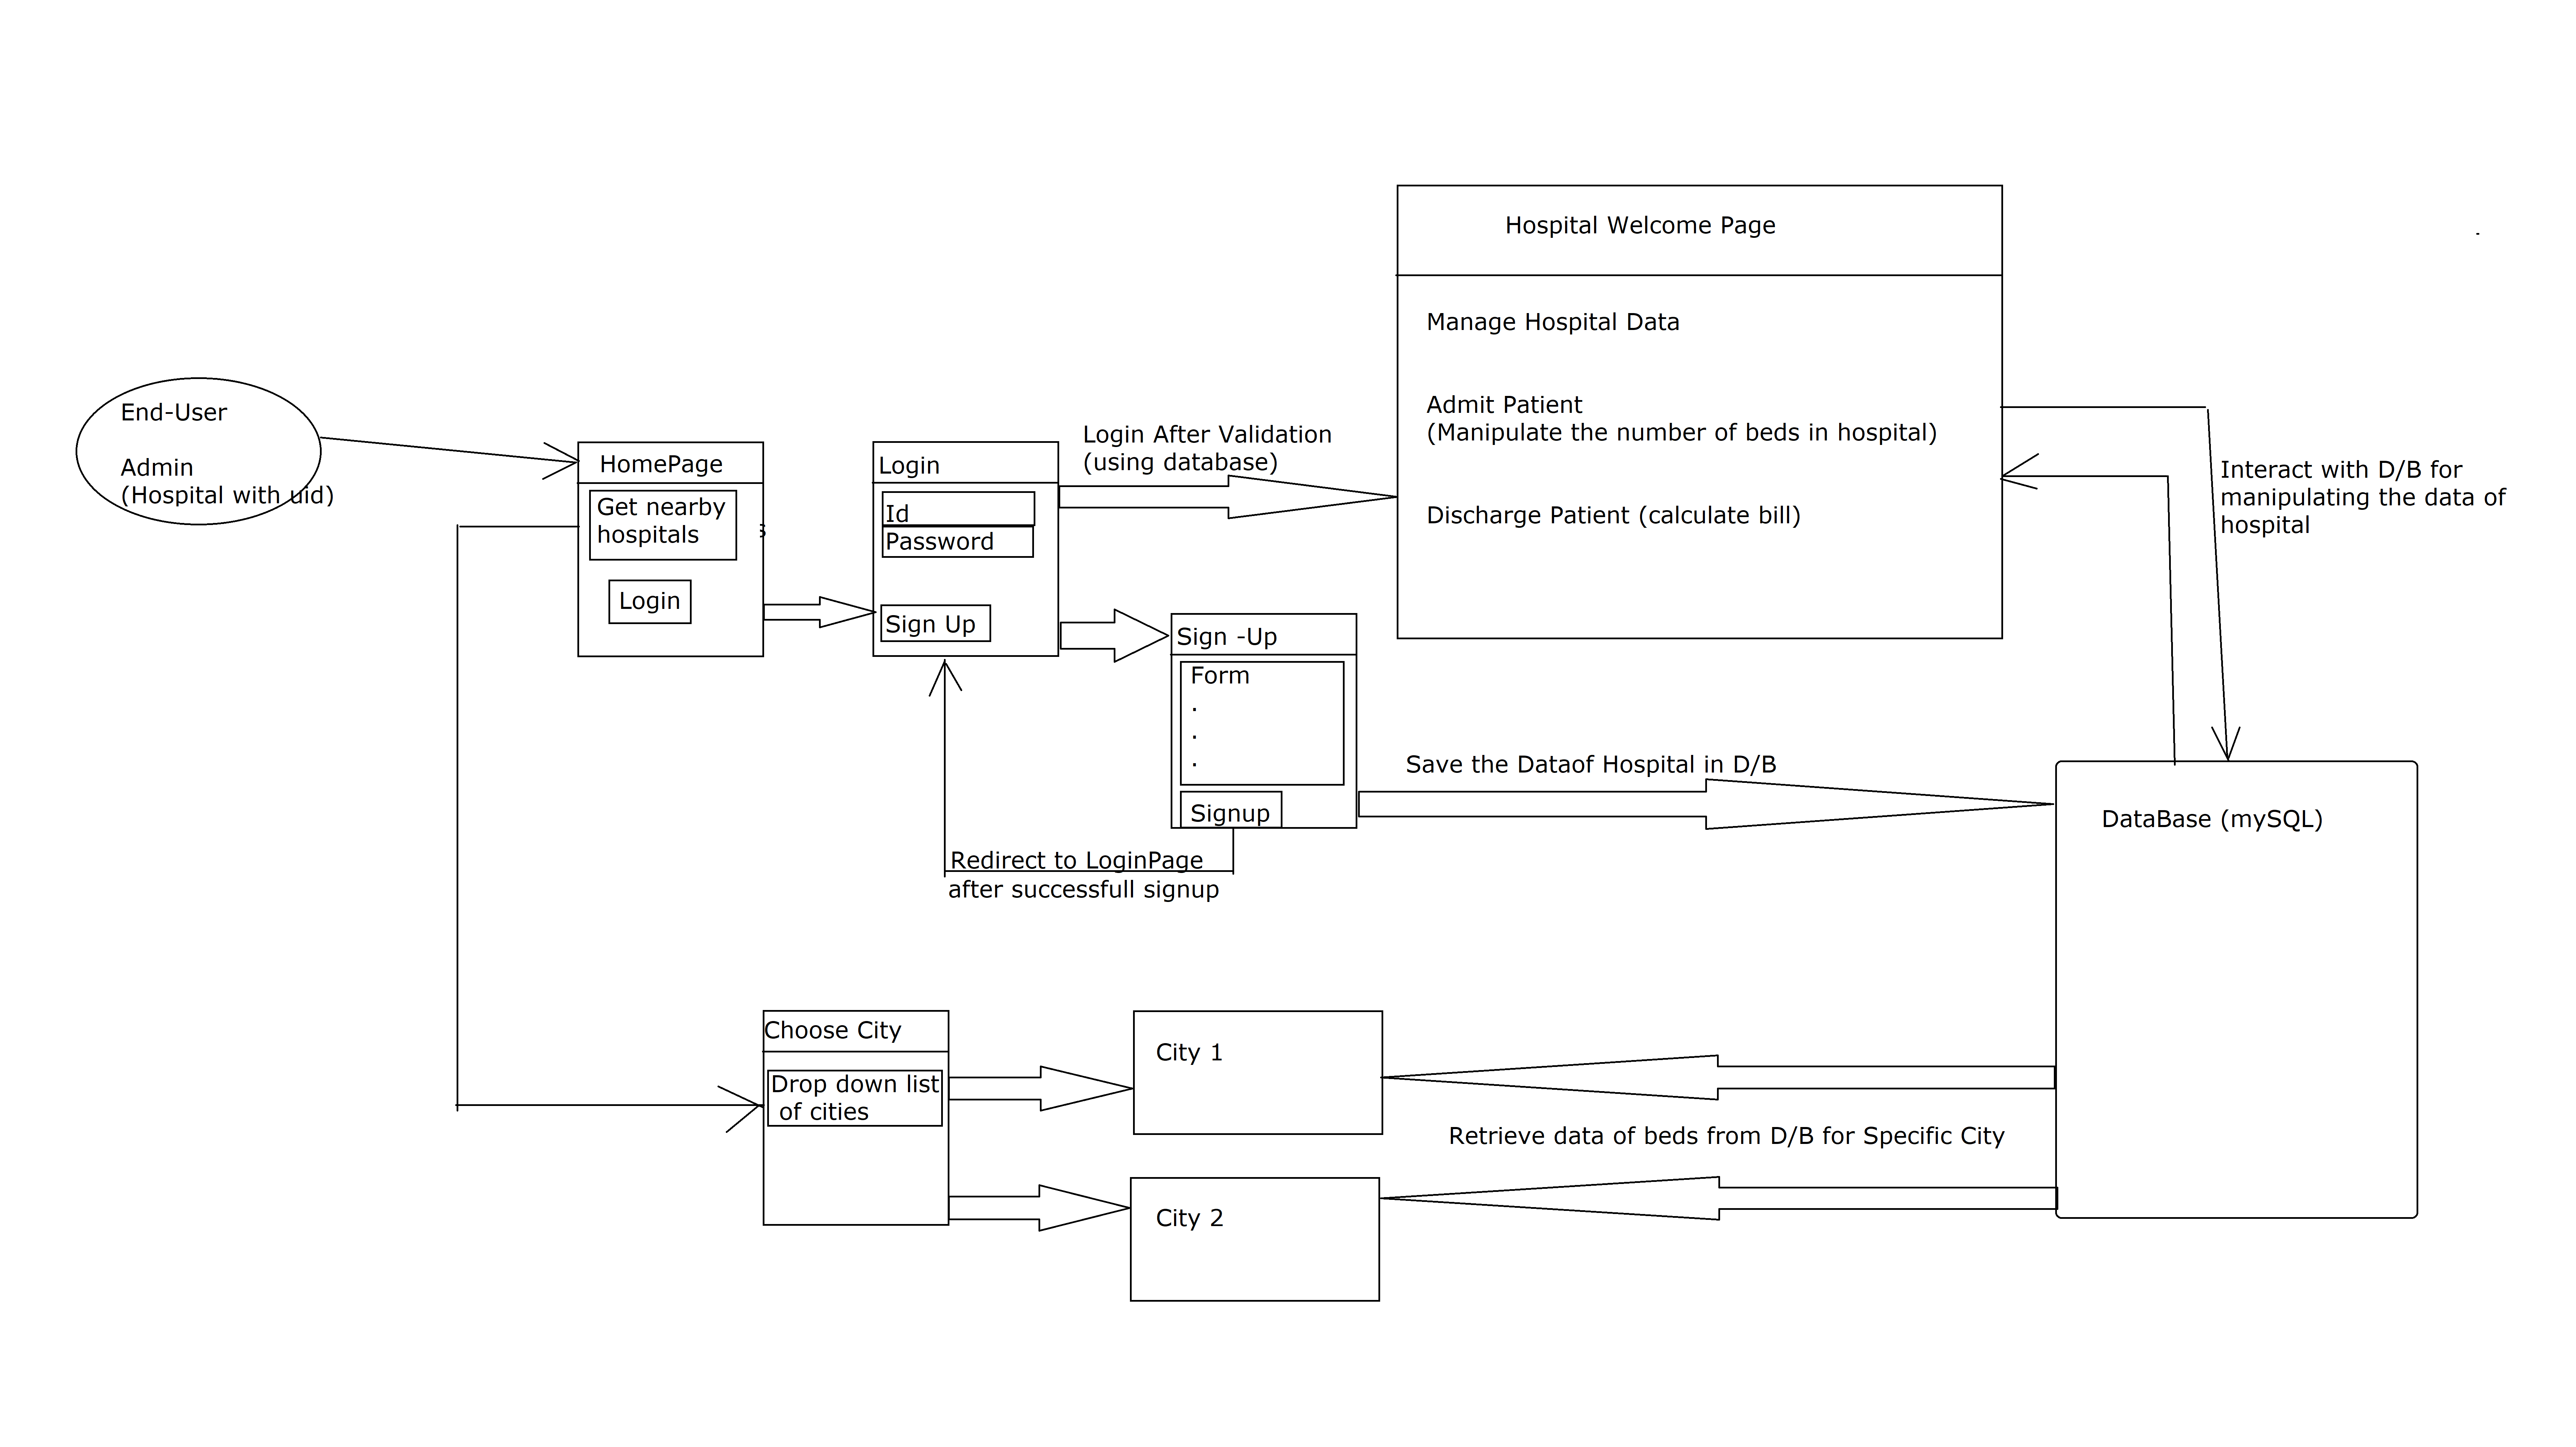 Hospital Welcome Page
Manage Hospital Data
Admit Patient
(Manipulate the number of beds in hospital)
Discharge Patient (calculate bill)
End-User
Admin
(Hospital with uid)
HomePage
Get nearby
hospitals
s
Login
Login
Id
Password
Sign Up
Login After Validation
(using database)
Sign -Up
Form
.
.
.
Signup
Redirect to LoginPage
after successfull signup
Save the Dataof Hospital in D/B
Interact with D/B for
manipulating the data of
hospital
DataBase (mySQL)
Choose City
Drop down list
of cities
City 1
City 2
Retrieve data of beds from D/B for Specific City